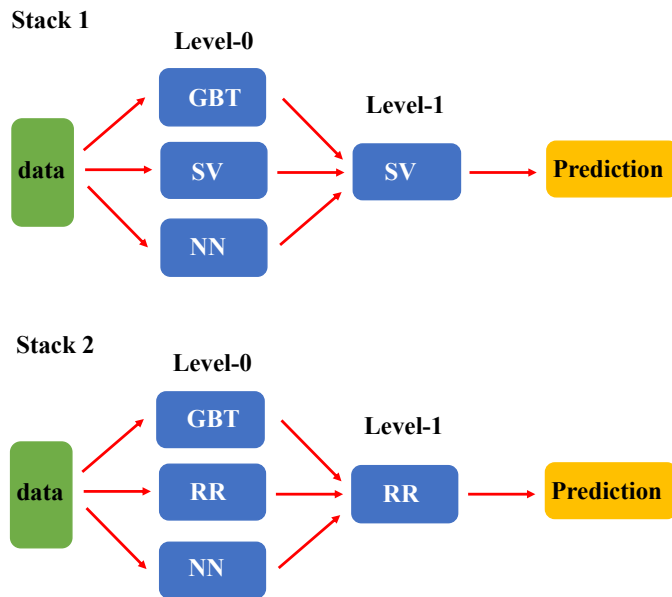 Stack 1
Level-0
GBT
Level-1
data
SV
SV
Prediction
NN
Stack 2
Level-0
GBT
Level-1
data
RR
RR
Prediction
NN